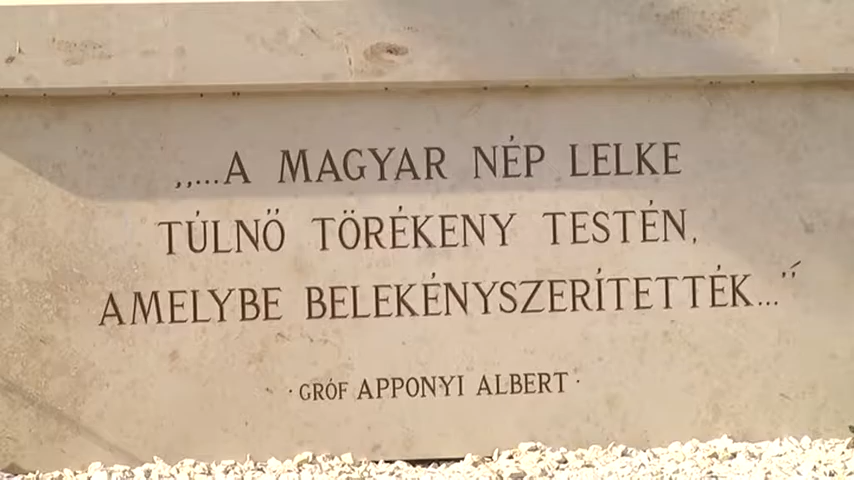 „...A MAGYAR NÉP LELKE
TÚLNŐ TÖRÉKENY TESTÉN,
AMELYBE BELEKÉNYSZERÍTETTÉK..."
· GRÓF APPONYI ALBERT ·